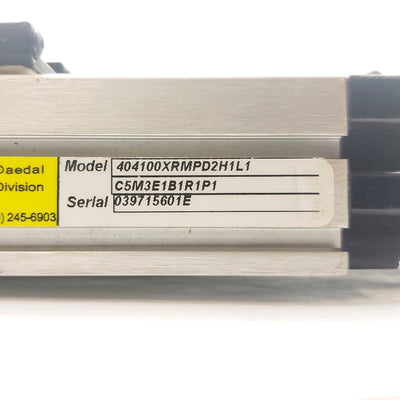 Daedal
Division
) 245-6903
Model 404100XRMPD2H1L1
C5M3E1B1R1P1
Serial 039715601E